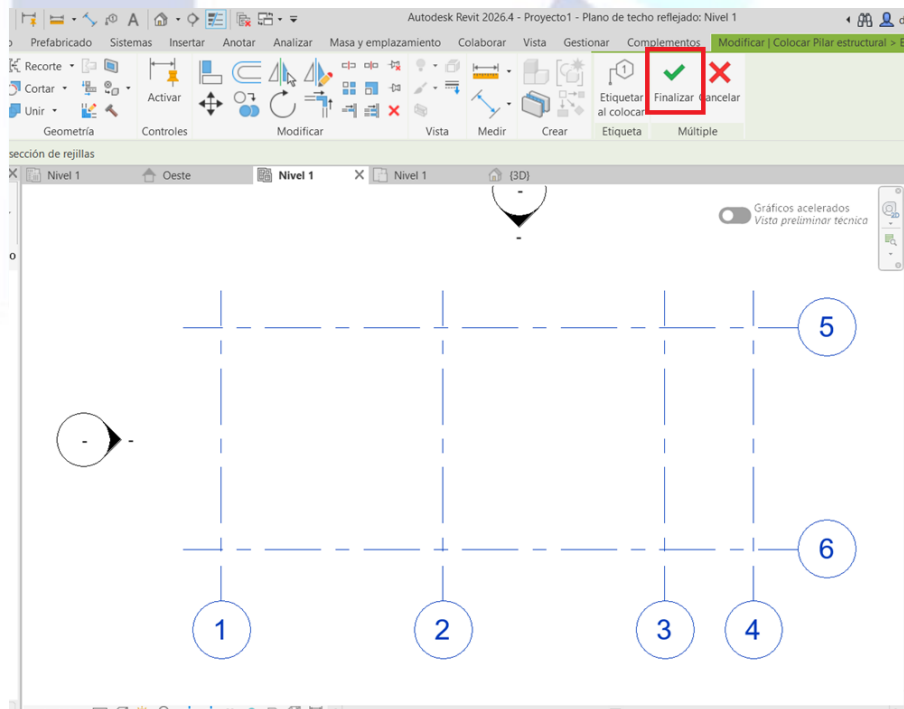 A
Autodesk Revit 2026.4 - Proyecto1 - Plano de techo reflejado: Nivel 1
Prefabricado Sistemas Insertar Anotar Analizar Masa y emplazamiento Colaborar Vista Gestionar Complementos Modificar | Colocar Pilar estructural >
Recorte
Cortar
Unir
Activar
Etiquetar al colocar
Finalizar
Cancelar
Geometría Controles Modificar Vista Medir Crear Etiqueta Múltiple
sección de rejillas
Nivel 1 Oeste Nivel 1 X Nivel 1 {3D}
Gráficos acelerados
Vista preliminar técnica
5
6
1 2 3 4